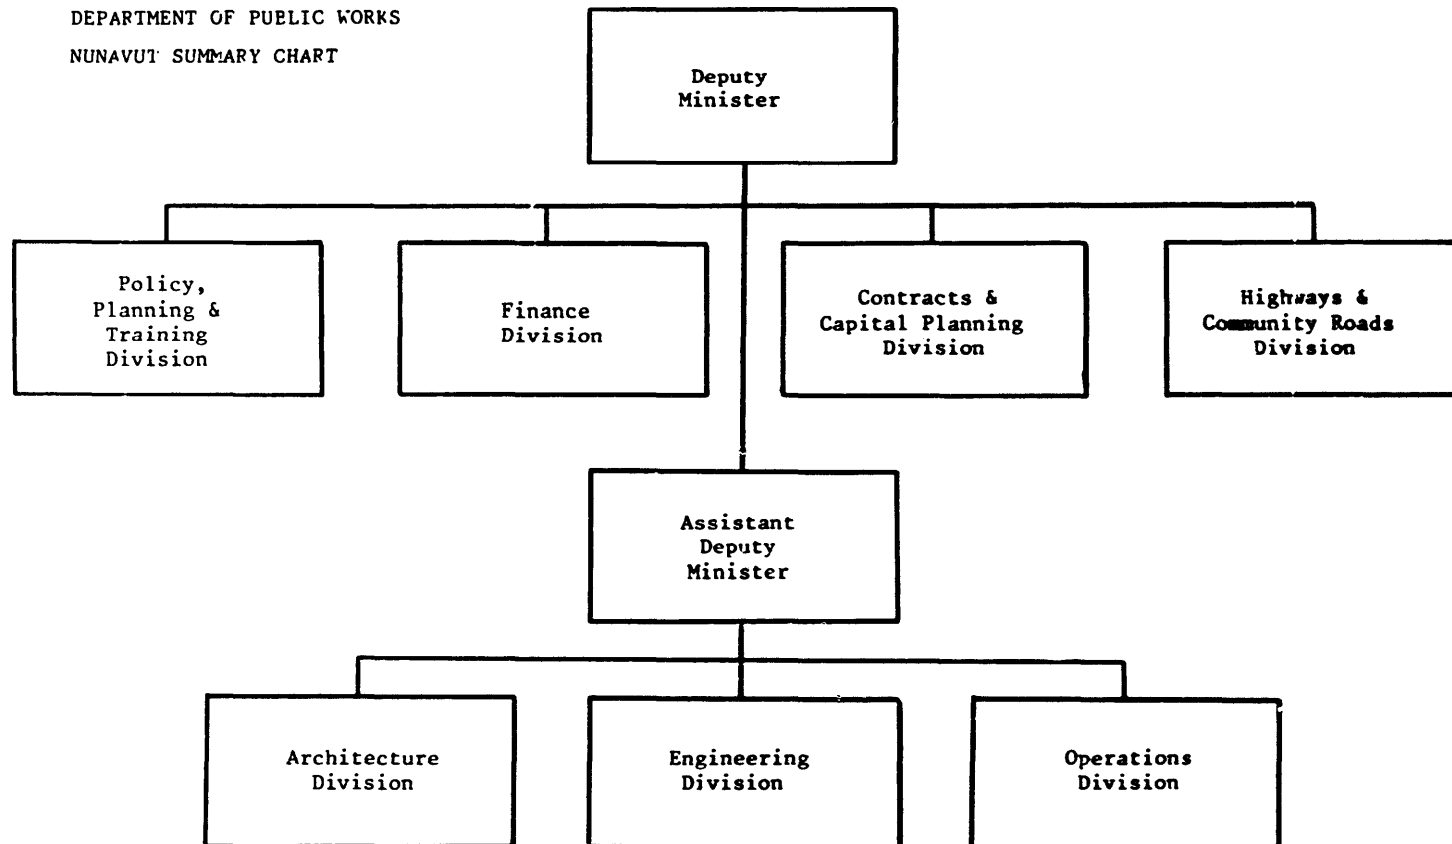 DEPARTMENT OF PUBLIC WORKS
NUNAVUT SUMMARY CHART
Deputy
Minister
Policy,
Planning &
Training
Division
Finance
Division
Contracts &
Capital Planning
Division
Highways &
Community Roads
Division
Assistant
Deputy
Minister
Architecture
Division
Engineering
Division
Operations
Division